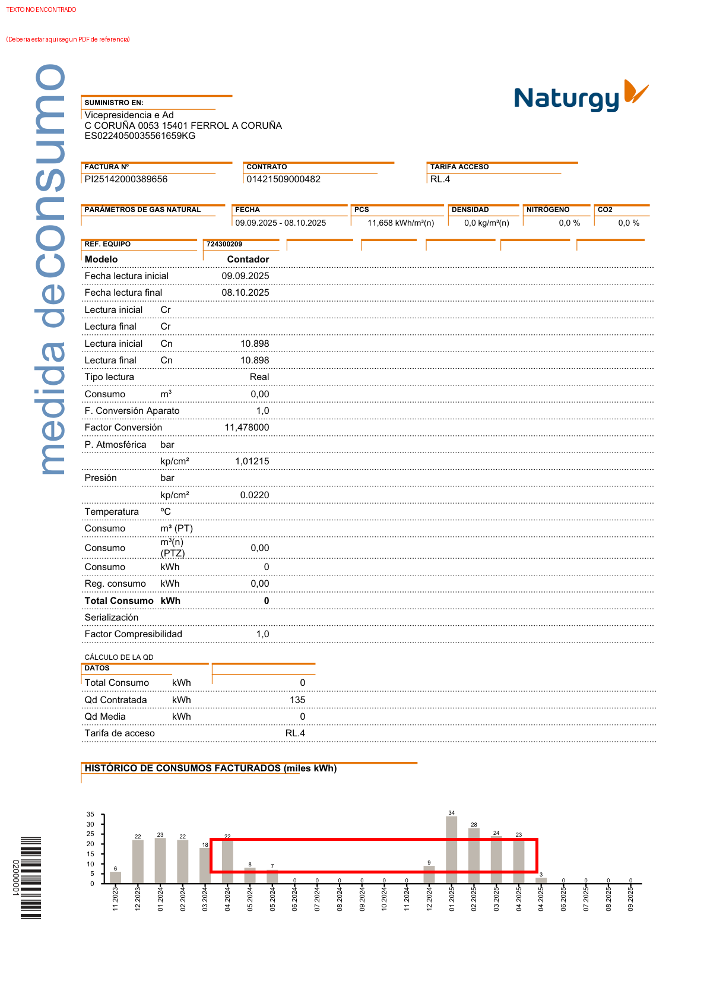 TEXTO NO ENCONTRADO
(Deberia estar aqui segun PDF de referencia)
medida de consumo
Naturgy
SUMINISTRO EN:
Vicepresidencia e Ad
C CORUÑA 0053 15401 FERROL A CORUÑA
ES0224050035561659KG
FACTURA Nº CONTRATO TARIFA ACCESO
PI25142000389656 01421509000482 RL.4
PARÁMETROS DE GAS NATURAL FECHA PCS DENSIDAD NITRÓGENO CO2
09.09.2025 - 08.10.2025 11,658 kWh/m³(n) 0,0 kg/m³(n) 0,0 % 0,0 %
REF. EQUIPO 724300209
Modelo Contador
Fecha lectura inicial 09.09.2025
Fecha lectura final 08.10.2025
Lectura inicial Cr
Lectura final Cr
Lectura inicial Cn 10.898
Lectura final Cn 10.898
Tipo lectura Real
Consumo m³ 0,00
F. Conversión Aparato 1,0
Factor Conversión 11,478000
P. Atmosférica bar
kp/cm² 1,01215
Presión bar
kp/cm² 0.0220
Temperatura ºC
Consumo m³ (PT)
Consumo m³(n) (PTZ) 0,00
Consumo kWh 0
Reg. consumo kWh 0,00
Total Consumo kWh 0
Serialización
Factor Compresibilidad 1,0
CÁLCULO DE LA QD
DATOS
Total Consumo kWh 0
Qd Contratada kWh 135
Qd Media kWh 0
Tarifa de acceso RL.4
HISTÓRICO DE CONSUMOS FACTURADOS (miles kWh)
35
30
25
20
15
10
5
0
6 22 23 22 18 22 8 7 0 0 0 0 0 0 9 34 28 24 23 3 0 0 0 0
11.2023 12.2023 01.2024 02.2024 03.2024 04.2024 05.2024 05.2024 06.2024 07.2024 08.2024 09.2024 10.2024 11.2024 12.2024 01.2025 02.2025 03.2025 04.2025 04.2025 06.2025 07.2025 08.2025 09.2025
02000001